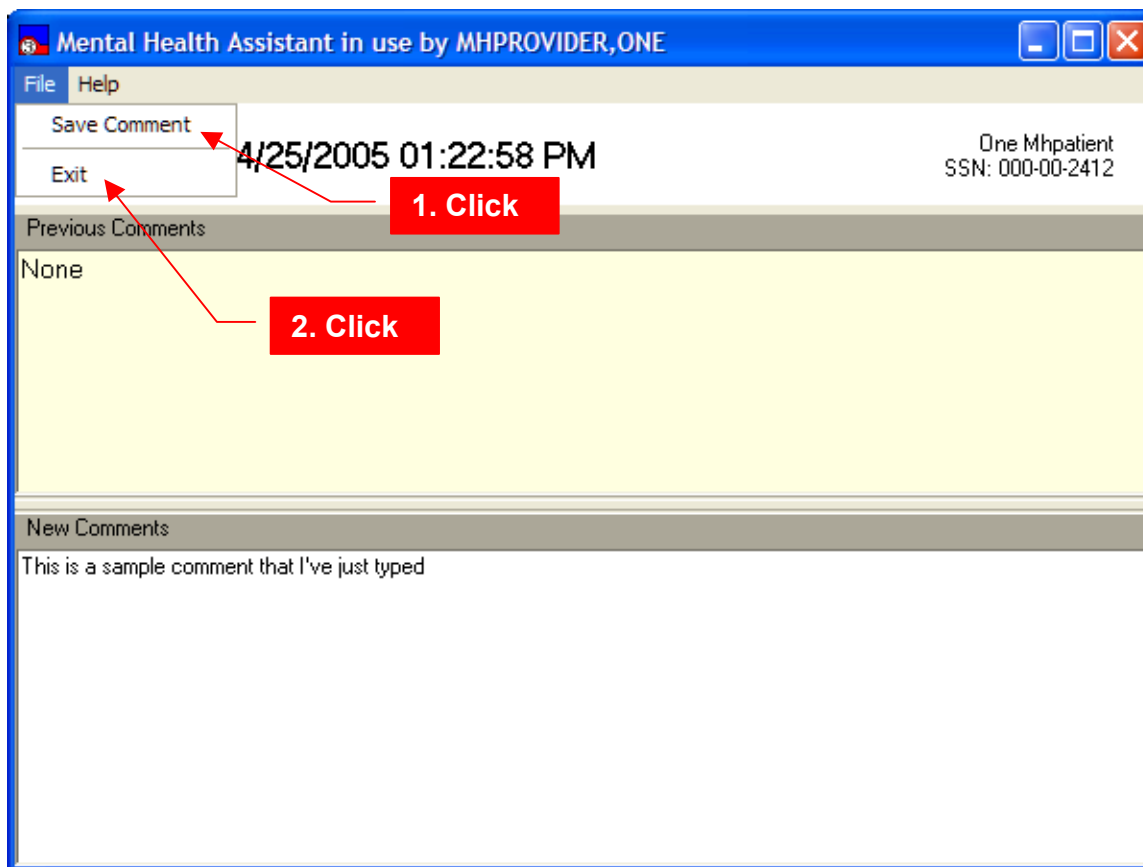 Mental Health Assistant in use by MHPROVIDER,ONE
File Help
Save Comment
Exit
4/25/2005 01:22:58 PM
One Mhpatient
SSN: 000-00-2412
1. Click
Previous Comments
None
2. Click
New Comments
This is a sample comment that I've just typed